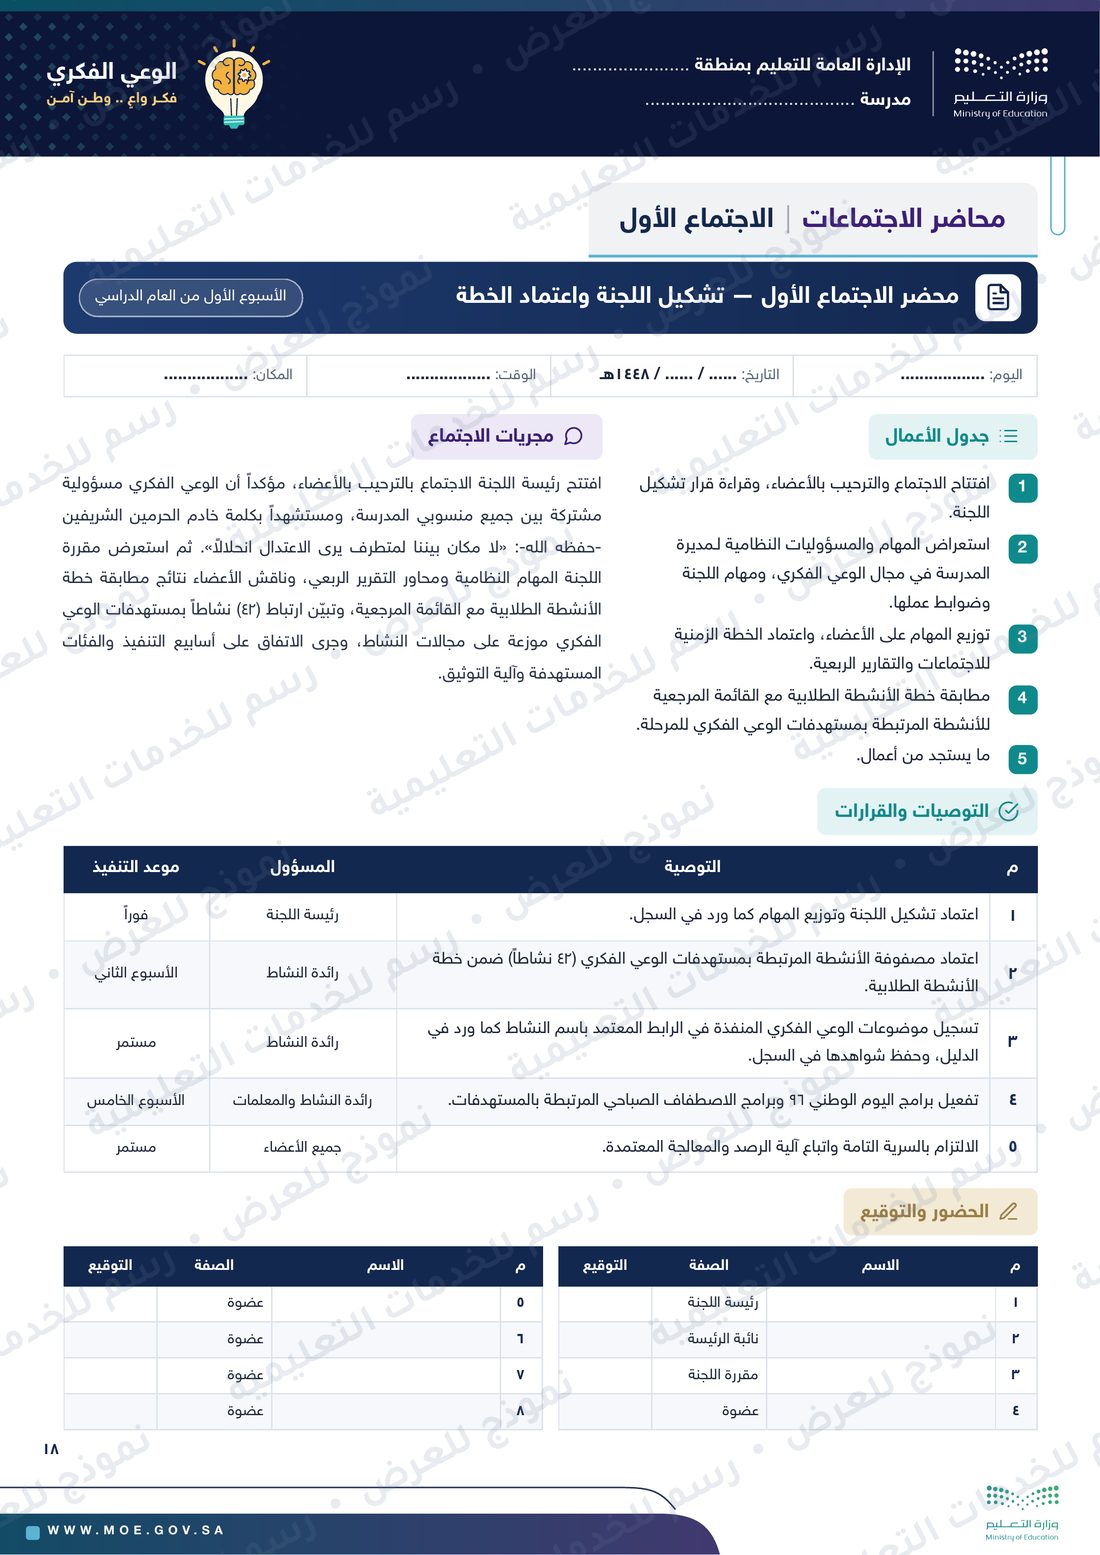 وزارة التعليم
Ministry of Education
الإدارة العامة للتعليم بمنطقة ......................
مدرسة .......................................
الوعي الفكري
فكر واعٍ .. وطن آمن
محاضر الاجتماعات | الاجتماع الأول
محضر الاجتماع الأول — تشكيل اللجنة واعتماد الخطة
الأسبوع الأول من العام الدراسي
اليوم: ..................
التاريخ: ...... / ...... / ١٤٤٨هـ
الوقت: ..................
المكان: ..................
جدول الأعمال
1 افتتاح الاجتماع والترحيب بالأعضاء، وقراءة قرار تشكيل
اللجنة.
2 استعراض المهام والمسؤوليات النظامية لمديرة
المدرسة في مجال الوعي الفكري، ومهام اللجنة
وضوابط عملها.
3 توزيع المهام على الأعضاء، واعتماد الخطة الزمنية
للاجتماعات والتقارير الربعية.
4 مطابقة خطة الأنشطة الطلابية مع القائمة المرجعية
للأنشطة المرتبطة بمستهدفات الوعي الفكري للمرحلة.
5 ما يستجد من أعمال.
مجريات الاجتماع
افتتح رئيسة اللجنة الاجتماع بالترحيب بالأعضاء، مؤكداً أن الوعي الفكري مسؤولية
مشتركة بين جميع منسوبي المدرسة، ومستشهداً بكلمة خادم الحرمين الشريفين
-حفظه الله-: «لا مكان بيننا لمتطرف يرى الاعتدال انحلالاً». ثم استعرض مقررة
اللجنة المهام النظامية ومحاور التقرير الربعي، وناقش الأعضاء نتائج مطابقة خطة
الأنشطة الطلابية مع القائمة المرجعية، وتبيّن ارتباط (٤٢) نشاطاً بمستهدفات الوعي
الفكري موزعة على مجالات النشاط، وجرى الاتفاق على أسابيع التنفيذ والفئات
المستهدفة وآلية التوثيق.
التوصيات والقرارات
م التوصية المسؤول موعد التنفيذ
١ اعتماد تشكيل اللجنة وتوزيع المهام كما ورد في السجل. رئيسة اللجنة فوراً
٢ اعتماد مصفوفة الأنشطة المرتبطة بمستهدفات الوعي الفكري (٤٢ نشاطاً) ضمن خطة
الأنشطة الطلابية. رائدة النشاط الأسبوع الثاني
٣ تسجيل موضوعات الوعي الفكري المنفذة في الرابط المعتمد باسم النشاط كما ورد في
الدليل، وحفظ شواهدها في السجل. رائدة النشاط مستمر
٤ تفعيل برامج اليوم الوطني ٩٦ وبرامج الاصطفاف الصباحي المرتبطة بالمستهدفات. رائدة النشاط والمعلمات الأسبوع الخامس
٥ الالتزام بالسرية التامة واتباع آلية الرصد والمعالجة المعتمدة. جميع الأعضاء مستمر
الحضور والتوقيع
م الاسم الصفة التوقيع
١ رئيسة اللجنة
٢ نائبة الرئيسة
٣ مقررة اللجنة
٤ عضوة
م الاسم الصفة التوقيع
٥ عضوة
٦ عضوة
٧ عضوة
٨ عضوة
١٨
WWW.MOE.GOV.SA
وزارة التعليم
Ministry of Education
نموذج للعرض • رسم للخدمات التعليمية